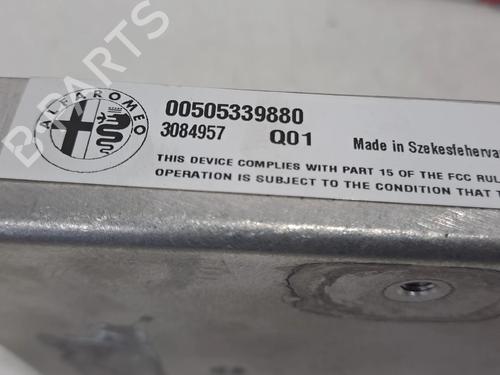 B-PARTS
ALFA ROMEO
00505339880
3084957 Q01 Made in Szekesfeherva
THIS DEVICE COMPLIES WITH PART 15 OF THE FCC RUL
OPERATION IS SUBJECT TO THE CONDITION THAT T